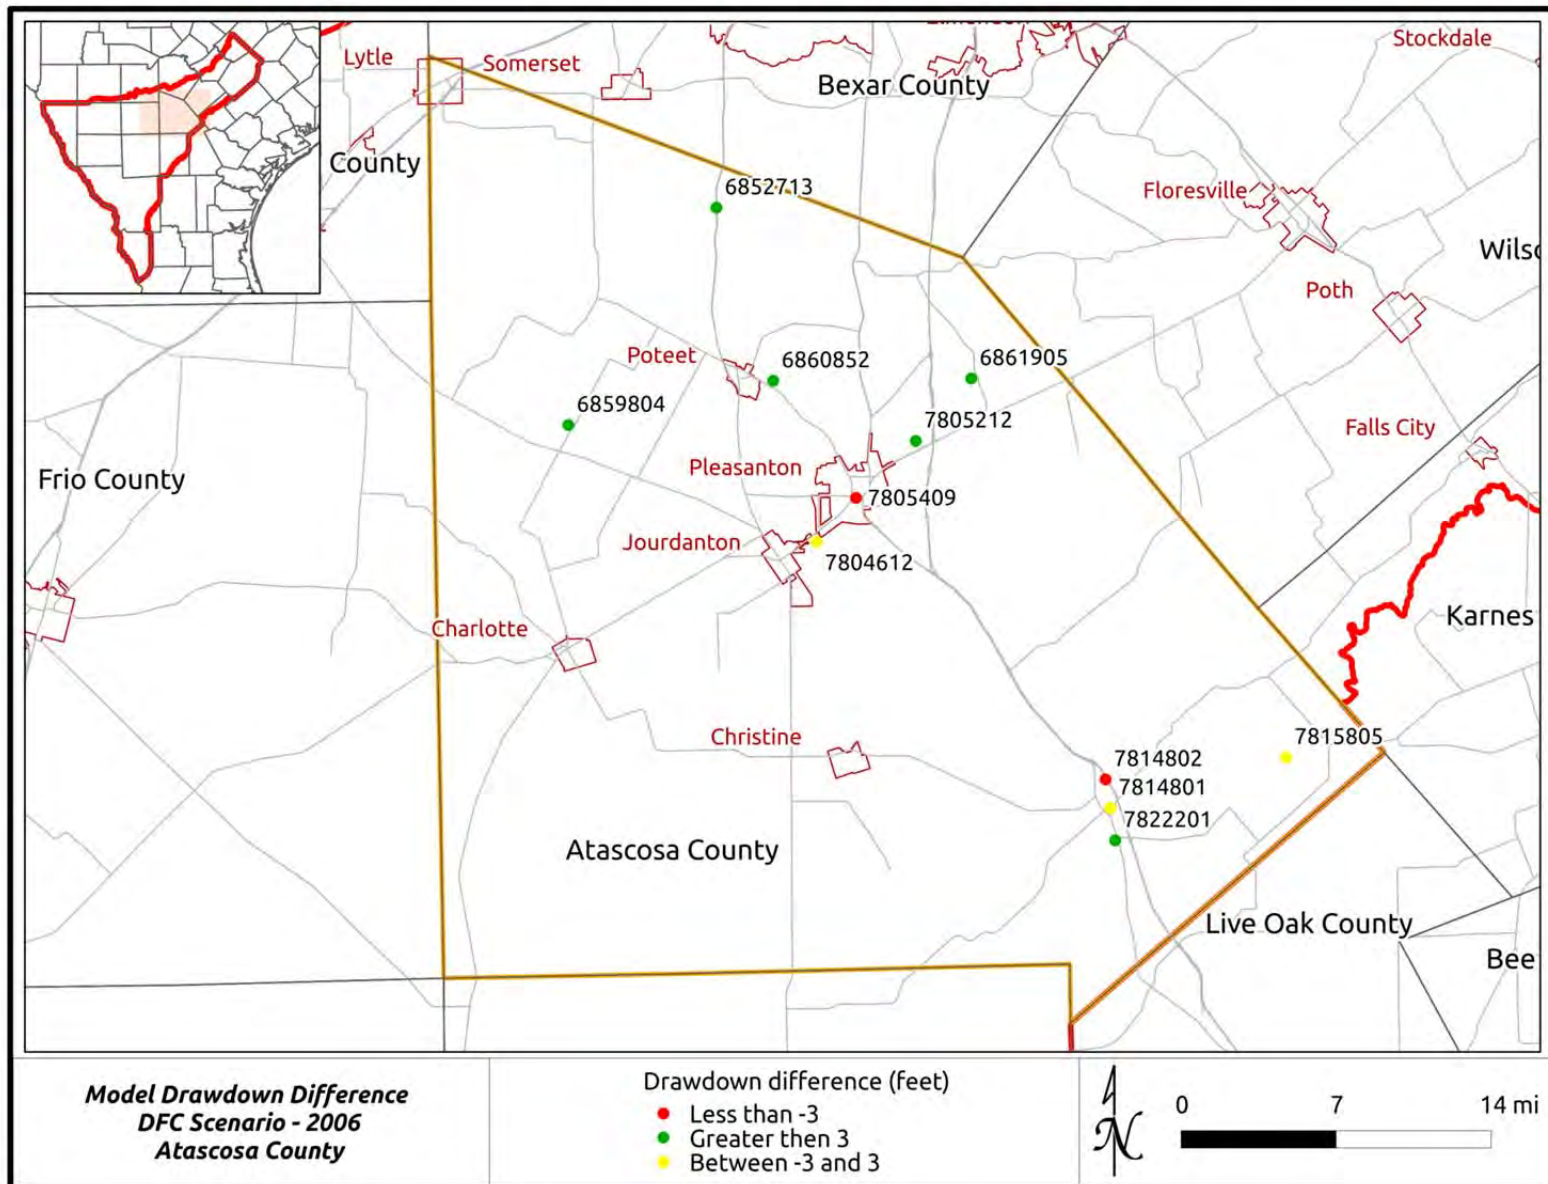 Lytle
Somerset
Bexar County
Stockdale
County
6852713
Floresville
Poth
Poteet
6860852
6861905
6859804
7805212
Falls City
Frio County
Pleasanton
7805409
Jourdanton
7804612
Charlotte
Karnes
Christine
7815805
7814802
7814801
7822201
Atascosa County
Live Oak County
Bee
Model Drawdown Difference
DFC Scenario - 2006
Atascosa County
Drawdown difference (feet)
Less than -3
Greater then 3
Between -3 and 3
N
0 7 14 mi